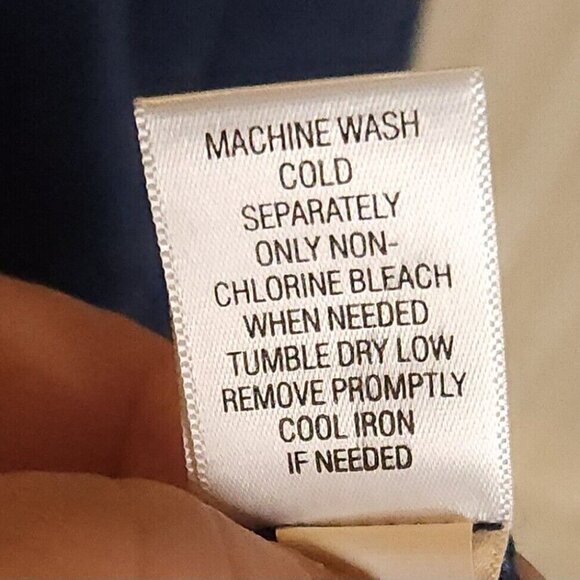 MACHINE WASH
COLD
SEPARATELY
ONLY NON-
CHLORINE BLEACH
WHEN NEEDED
TUMBLE DRY LOW
REMOVE PROMPTLY
COOL IRON
IF NEEDED